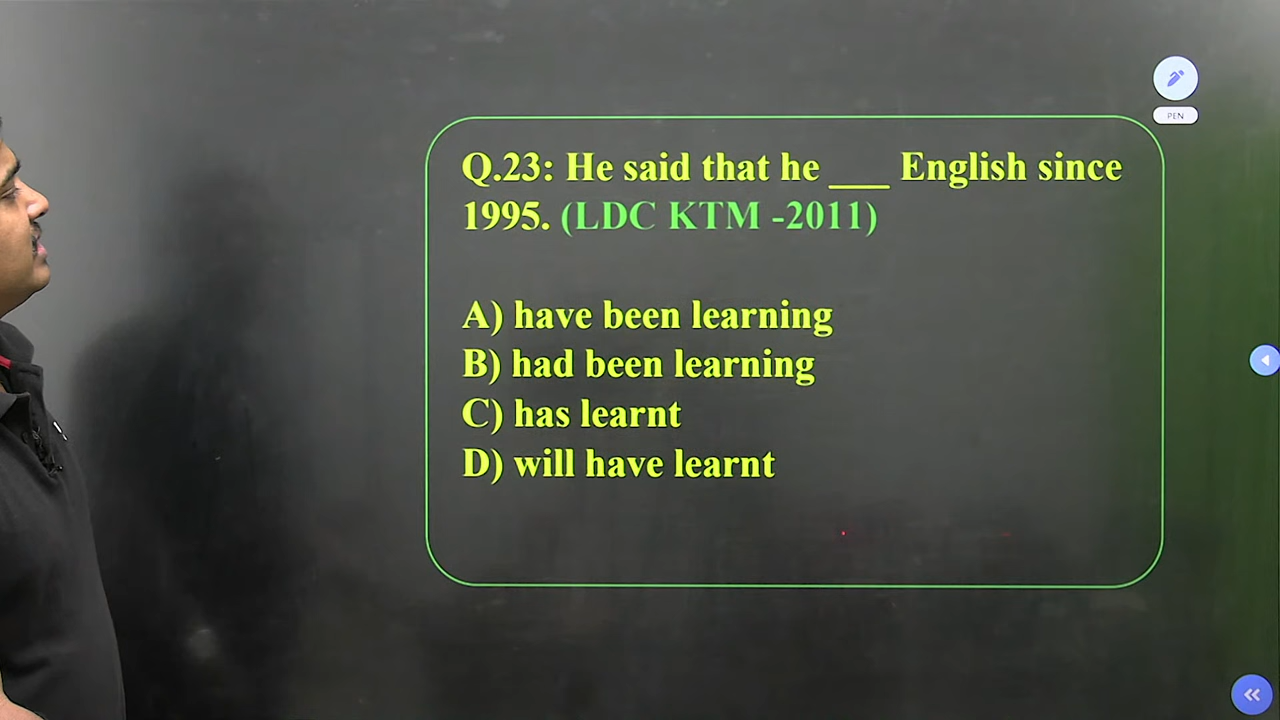 PEN
Q.23: He said that he ___ English since
1995. (LDC KTM -2011)
A) have been learning
B) had been learning
C) has learnt
D) will have learnt